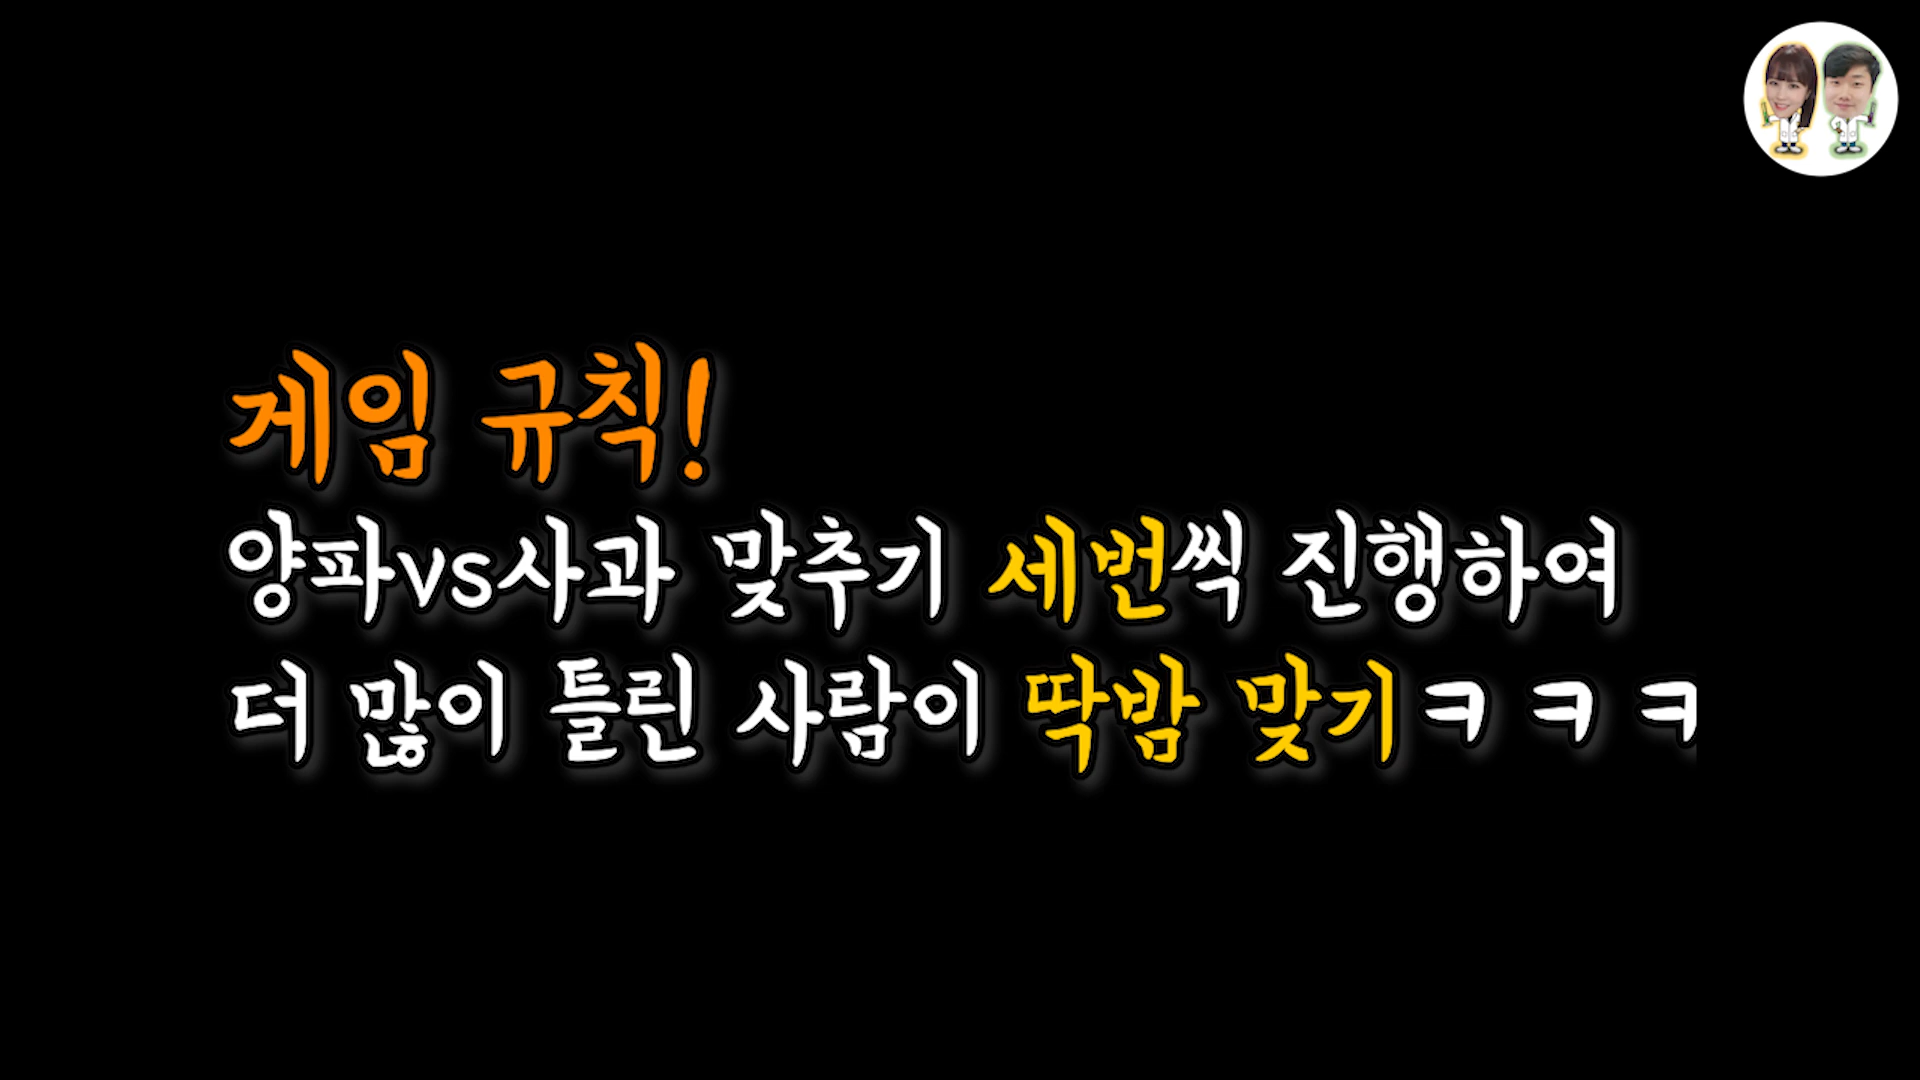 게임 규칙!
양파vs사과 맞추기 세번씩 진행하여
더 많이 틀린 사람이 딱밤 맞기ㅋㅋㅋ